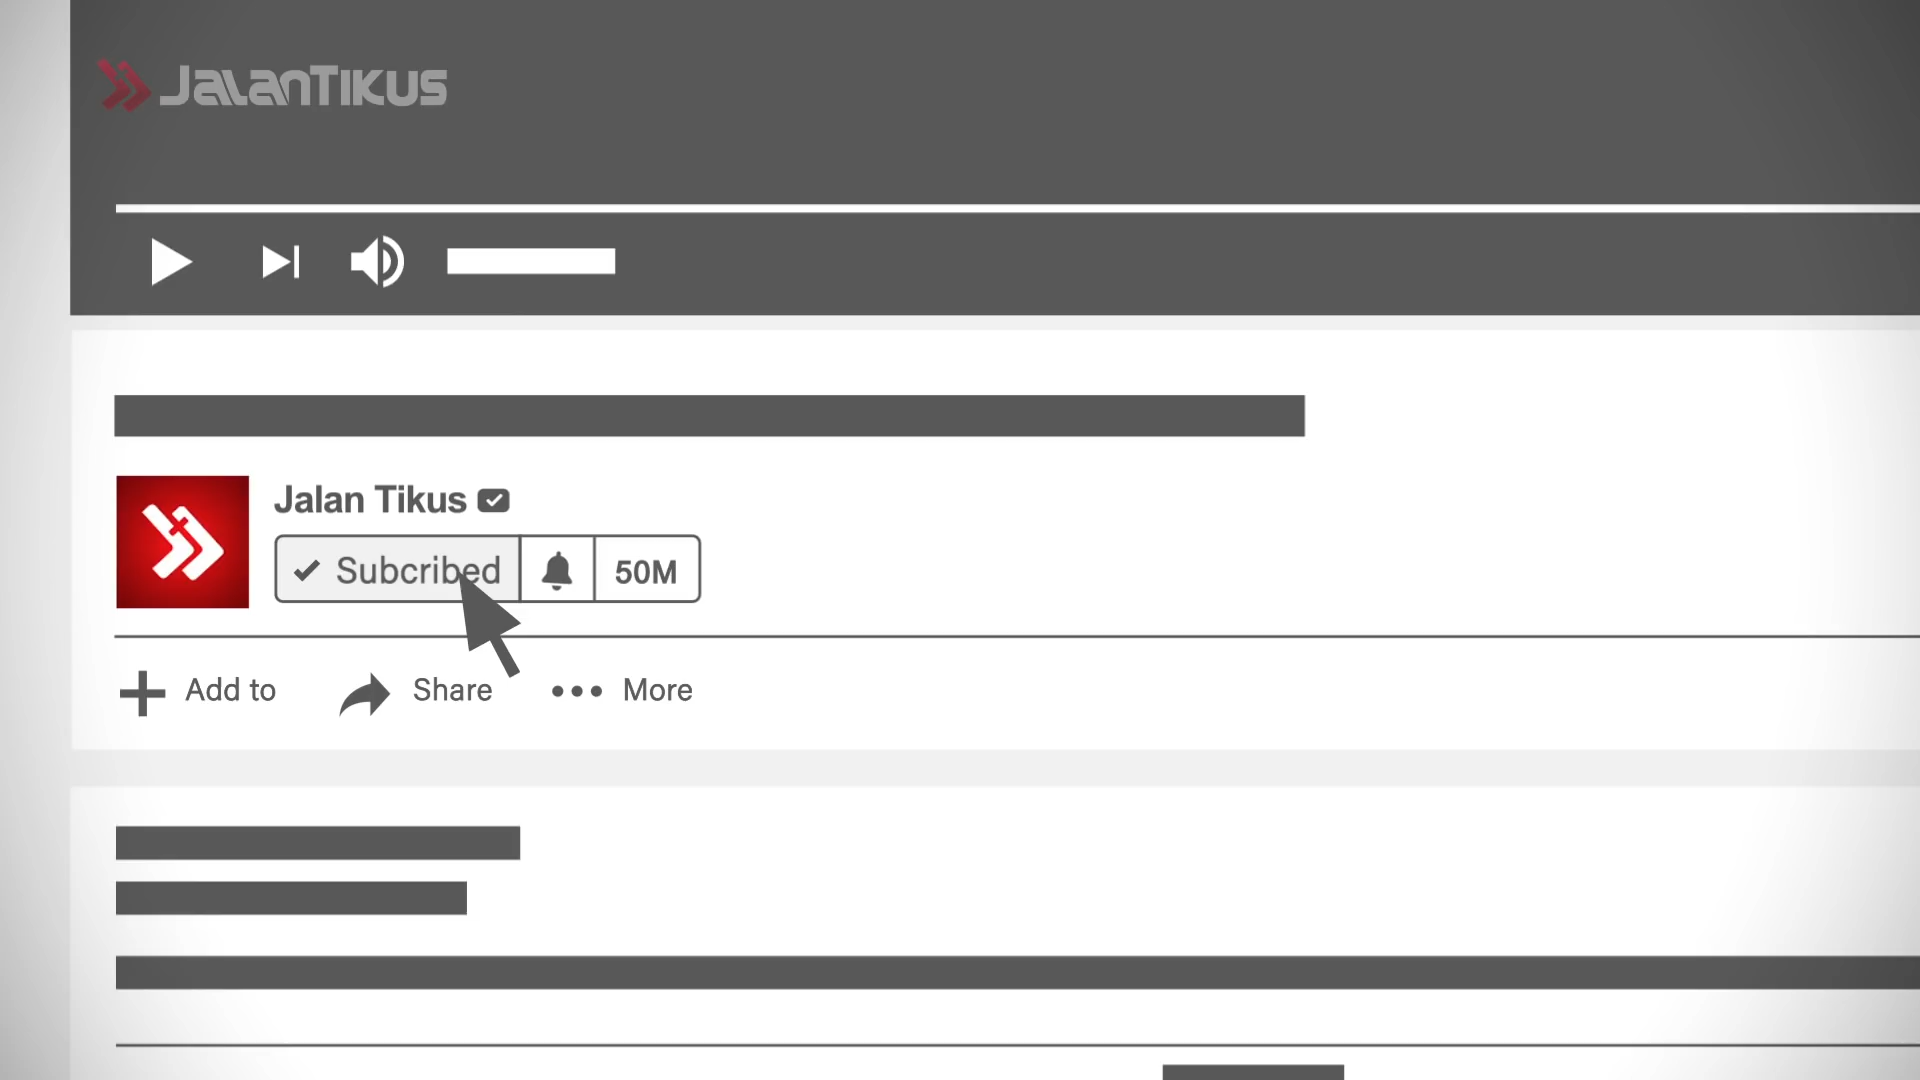 JALANTIKUS
Jalan Tikus
Subcribed
50M
Add to
Share
More